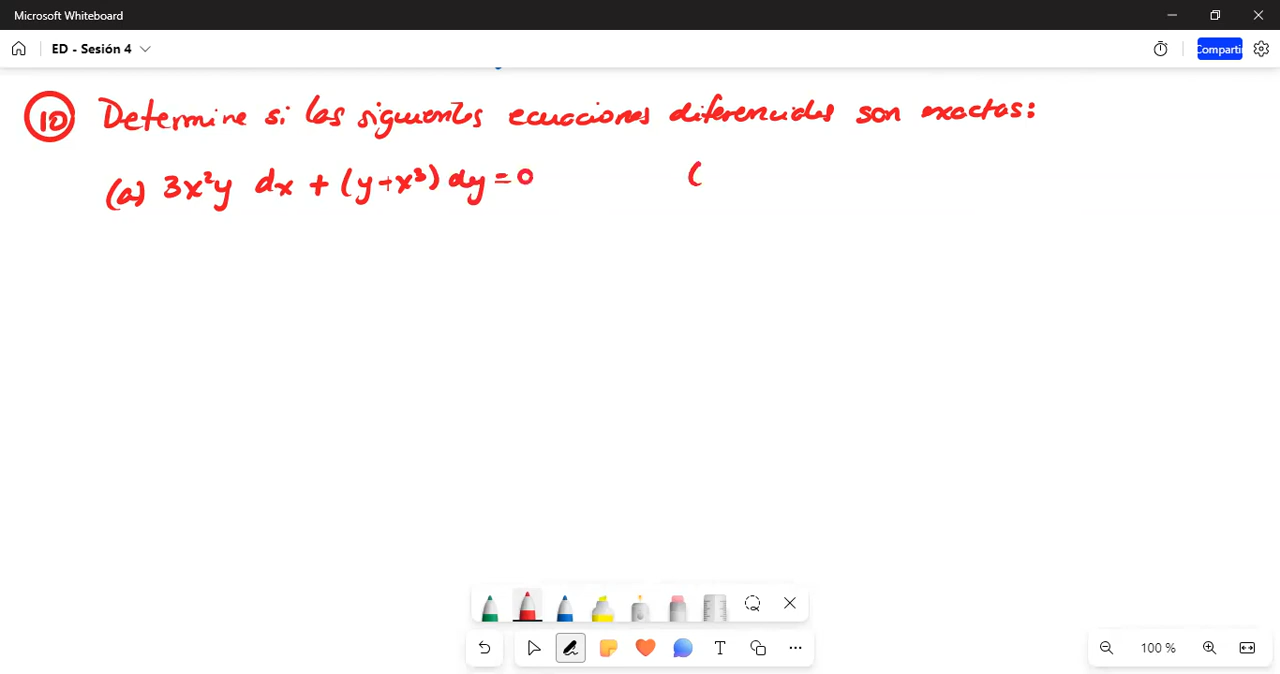 Microsoft Whiteboard
ED - Sesión 4
Compartir
10 Determine si las siguientes ecuaciones diferenciales son exactas:
(a) 3x²y dx + (y+x³) dy = 0 (
T
100 %